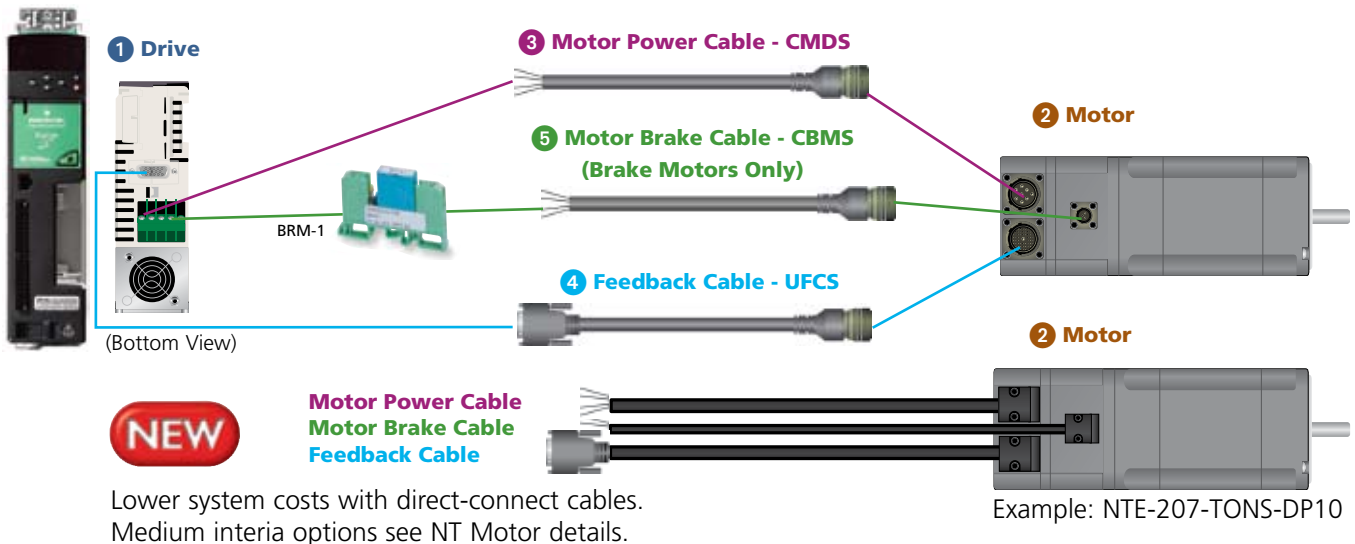 1 Drive
3 Motor Power Cable - CMDS
5 Motor Brake Cable - CBMS
(Brake Motors Only)
2 Motor
BRM-1
4 Feedback Cable - UFCS
(Bottom View)
2 Motor
NEW
Motor Power Cable
Motor Brake Cable
Feedback Cable
Lower system costs with direct-connect cables.
Medium interia options see NT Motor details.
Example: NTE-207-TONS-DP10